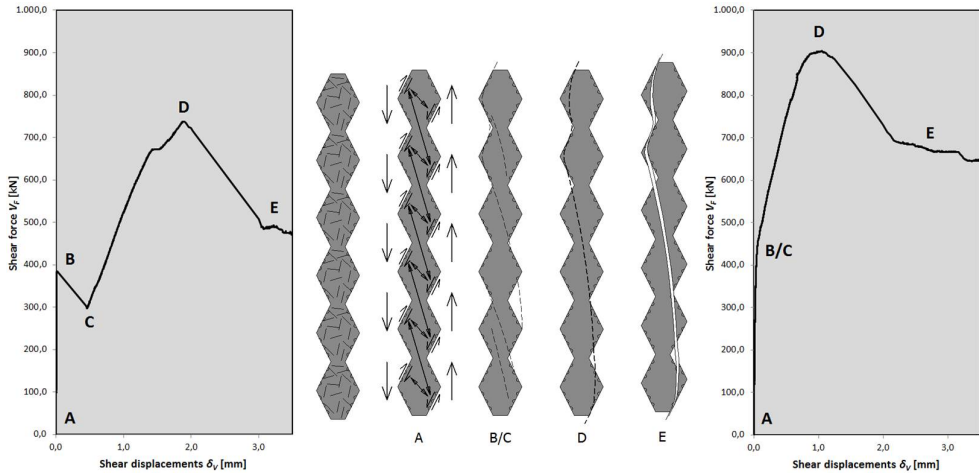 1.000,0
900,0
800,0
700,0
600,0
500,0
400,0
300,0
200,0
100,0
0,0
Shear force V_F [kN]
0,0 1,0 2,0 3,0
Shear displacements δ_V [mm]
A
B
C
D
E
A B/C D E
1.000,0
900,0
800,0
700,0
600,0
500,0
400,0
300,0
200,0
100,0
0,0
Shear force V_F [kN]
0,0 1,0 2,0 3,0
Shear displacements δ_V [mm]
A
B/C
D
E